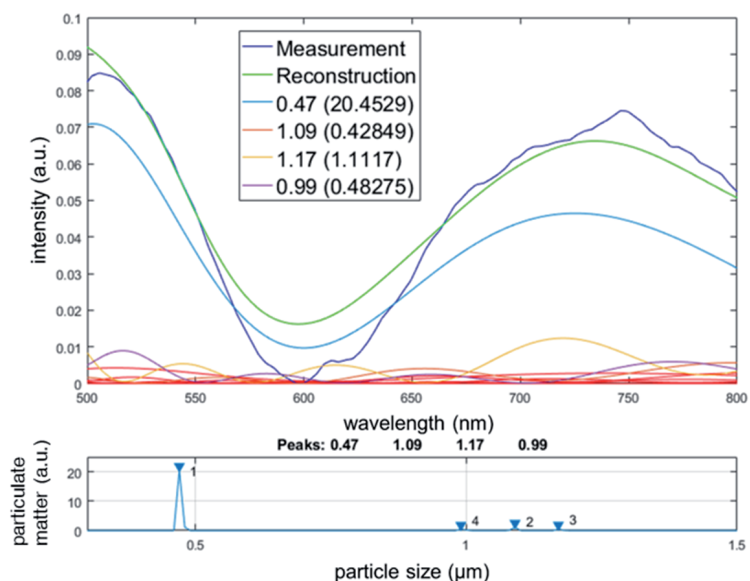 0.1
0.09
0.08
0.07
0.06
0.05
0.04
0.03
0.02
0.01
0
intensity (a.u.)
Measurement
Reconstruction
0.47 (20.4529)
1.09 (0.42849)
1.17 (1.1117)
0.99 (0.48275)
500 550 600 650 700 750 800
wavelength (nm)
Peaks: 0.47 1.09 1.17 0.99
particulate
matter (a.u.)
20
10
0
1
4
2
3
0.5 1 1.5
particle size (μm)